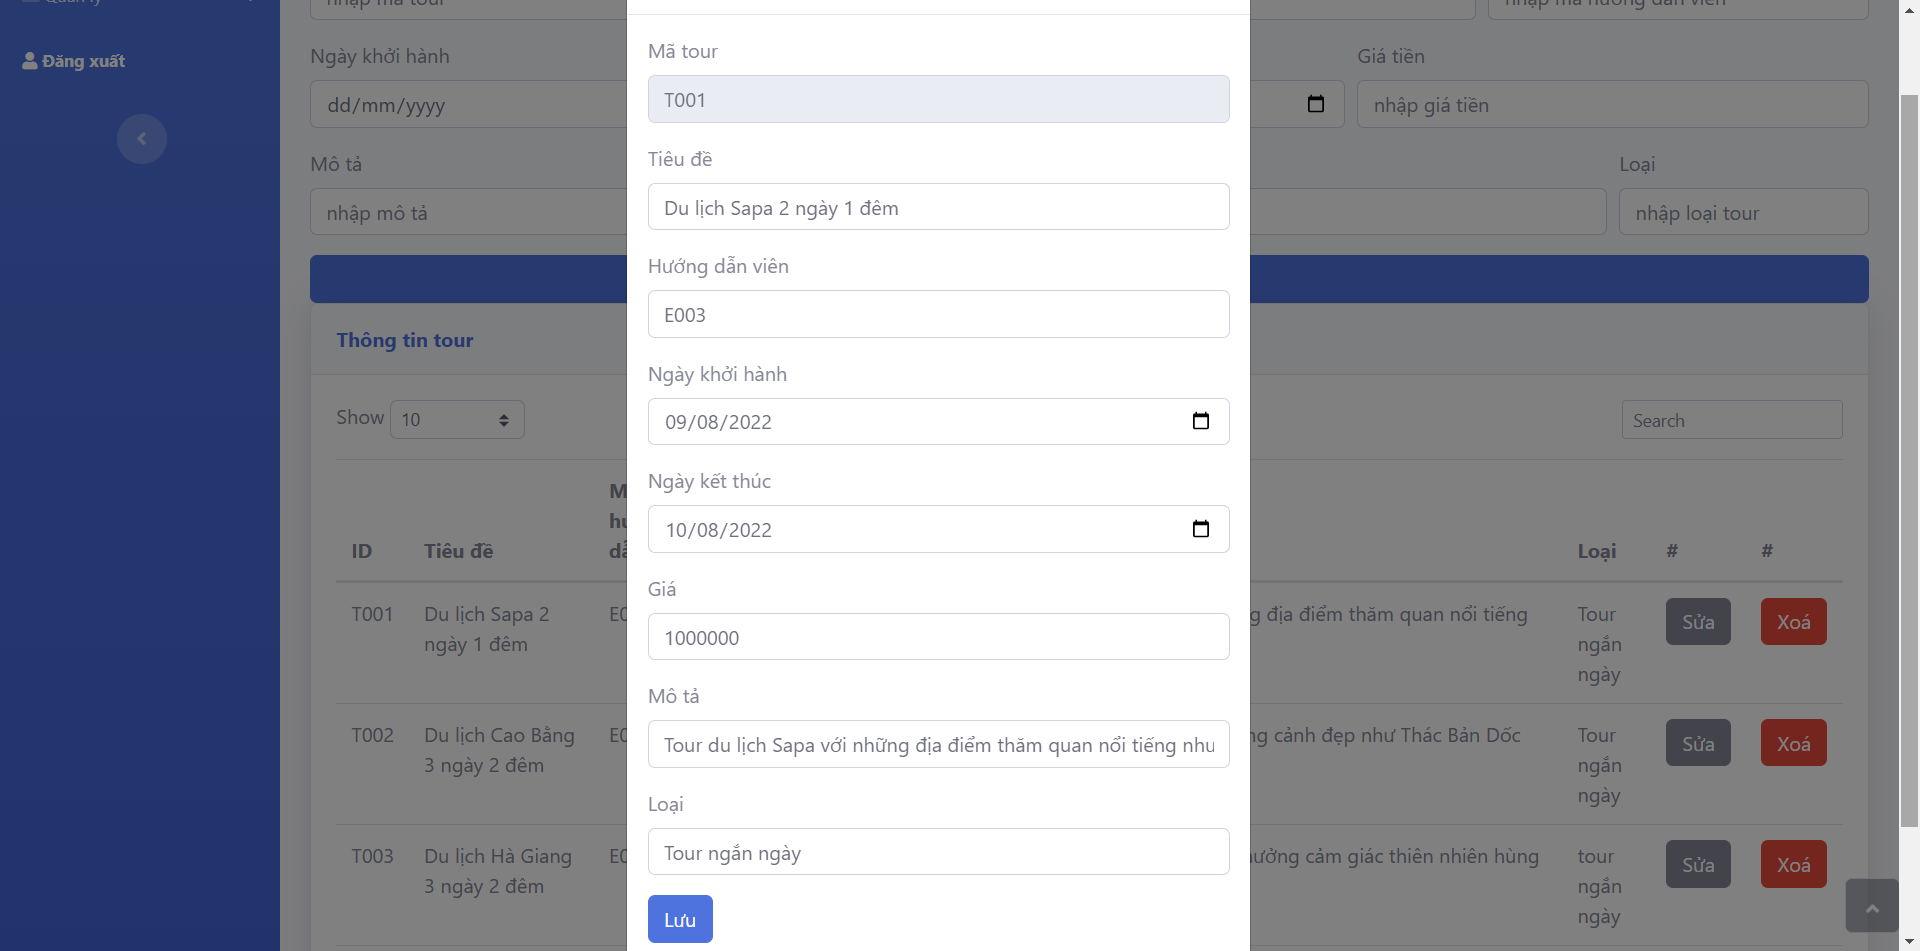 Đăng xuất
Ngày khởi hành
Giá tiền
dd/mm/yyyy
nhập giá tiền
Mô tả
Loại
nhập mô tả
nhập loại tour
Thông tin tour
Show 10
Search
ID Tiêu đề
Loại # #
T001 Du lịch Sapa 2 ngày 1 đêm
địa điểm thăm quan nổi tiếng
Tour ngắn ngày
Sửa Xoá
T002 Du lịch Cao Bằng 3 ngày 2 đêm
cảnh đẹp như Thác Bản Dốc
Tour ngắn ngày
Sửa Xoá
T003 Du lịch Hà Giang 3 ngày 2 đêm
cảm giác thiên nhiên hùng
tour ngắn ngày
Sửa Xoá
Mã tour
T001
Tiêu đề
Du lịch Sapa 2 ngày 1 đêm
Hướng dẫn viên
E003
Ngày khởi hành
09/08/2022
Ngày kết thúc
10/08/2022
Giá
1000000
Mô tả
Tour du lịch Sapa với những địa điểm thăm quan nổi tiếng như
Loại
Tour ngắn ngày
Lưu